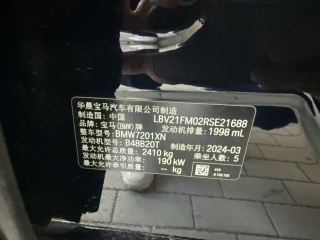 华晨宝马汽车有限公司制造
制造国:中国 LBV21FM02RSE21688
品牌:宝马(BMW)牌 发动机排量:1998 mL
整车型号:BMW7201XN
发动机型号:B48B20T
最大允许总质量:2410 kg 制造年月:2024-03
发动机最大净功率:190 kW 乘坐人数:5
最大允许 — kg